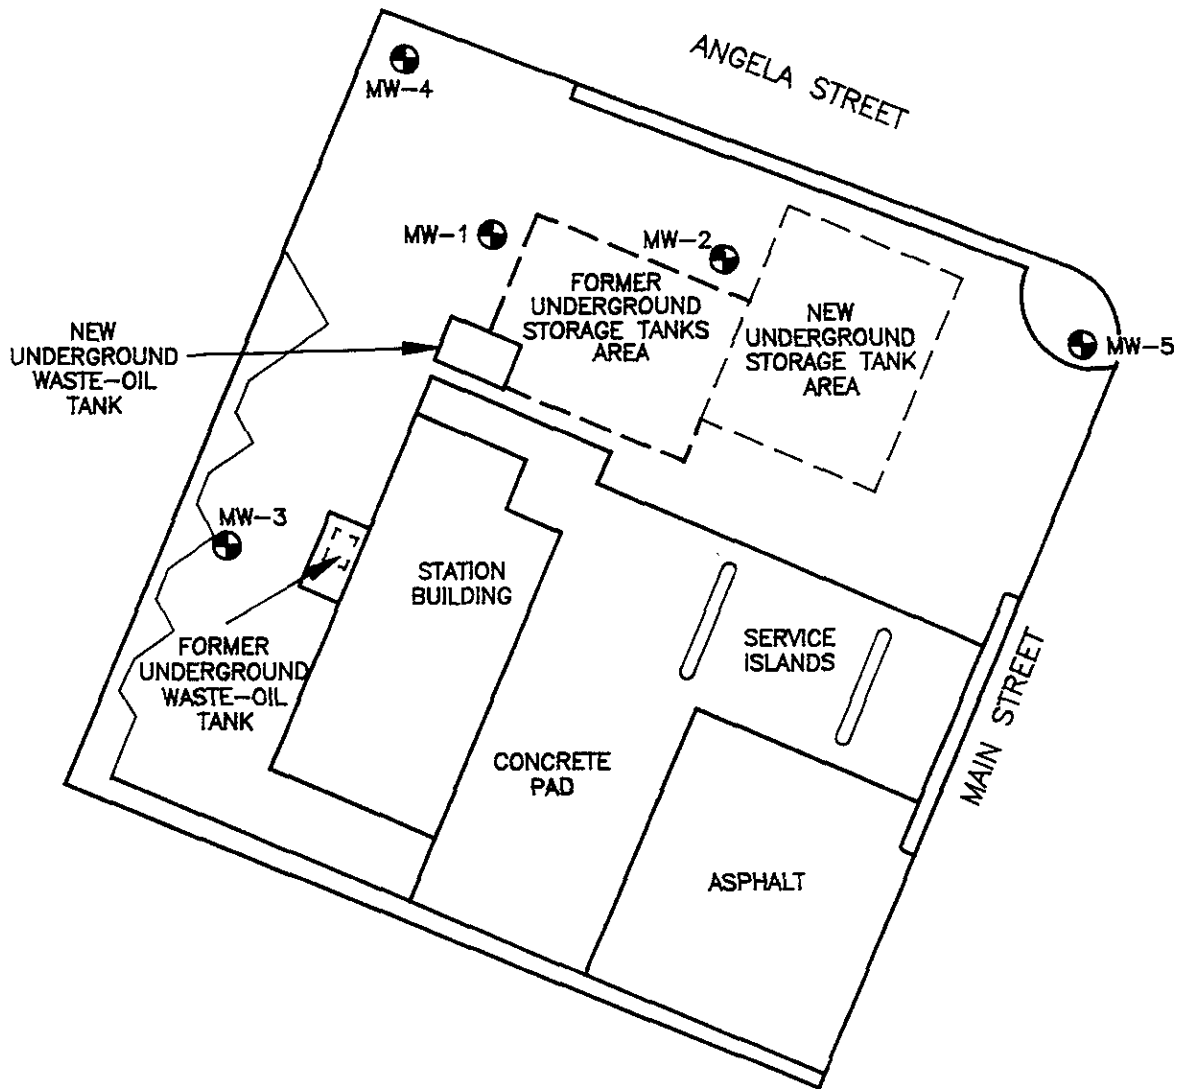 ANGELA STREET
MW-4
MW-1
MW-2
FORMER
UNDERGROUND
STORAGE TANKS
AREA
NEW
UNDERGROUND
STORAGE TANK
AREA
MW-5
NEW
UNDERGROUND
WASTE-OIL
TANK
MW-3
STATION
BUILDING
SERVICE
ISLANDS
FORMER
UNDERGROUND
WASTE-OIL
TANK
MAIN STREET
CONCRETE
PAD
ASPHALT